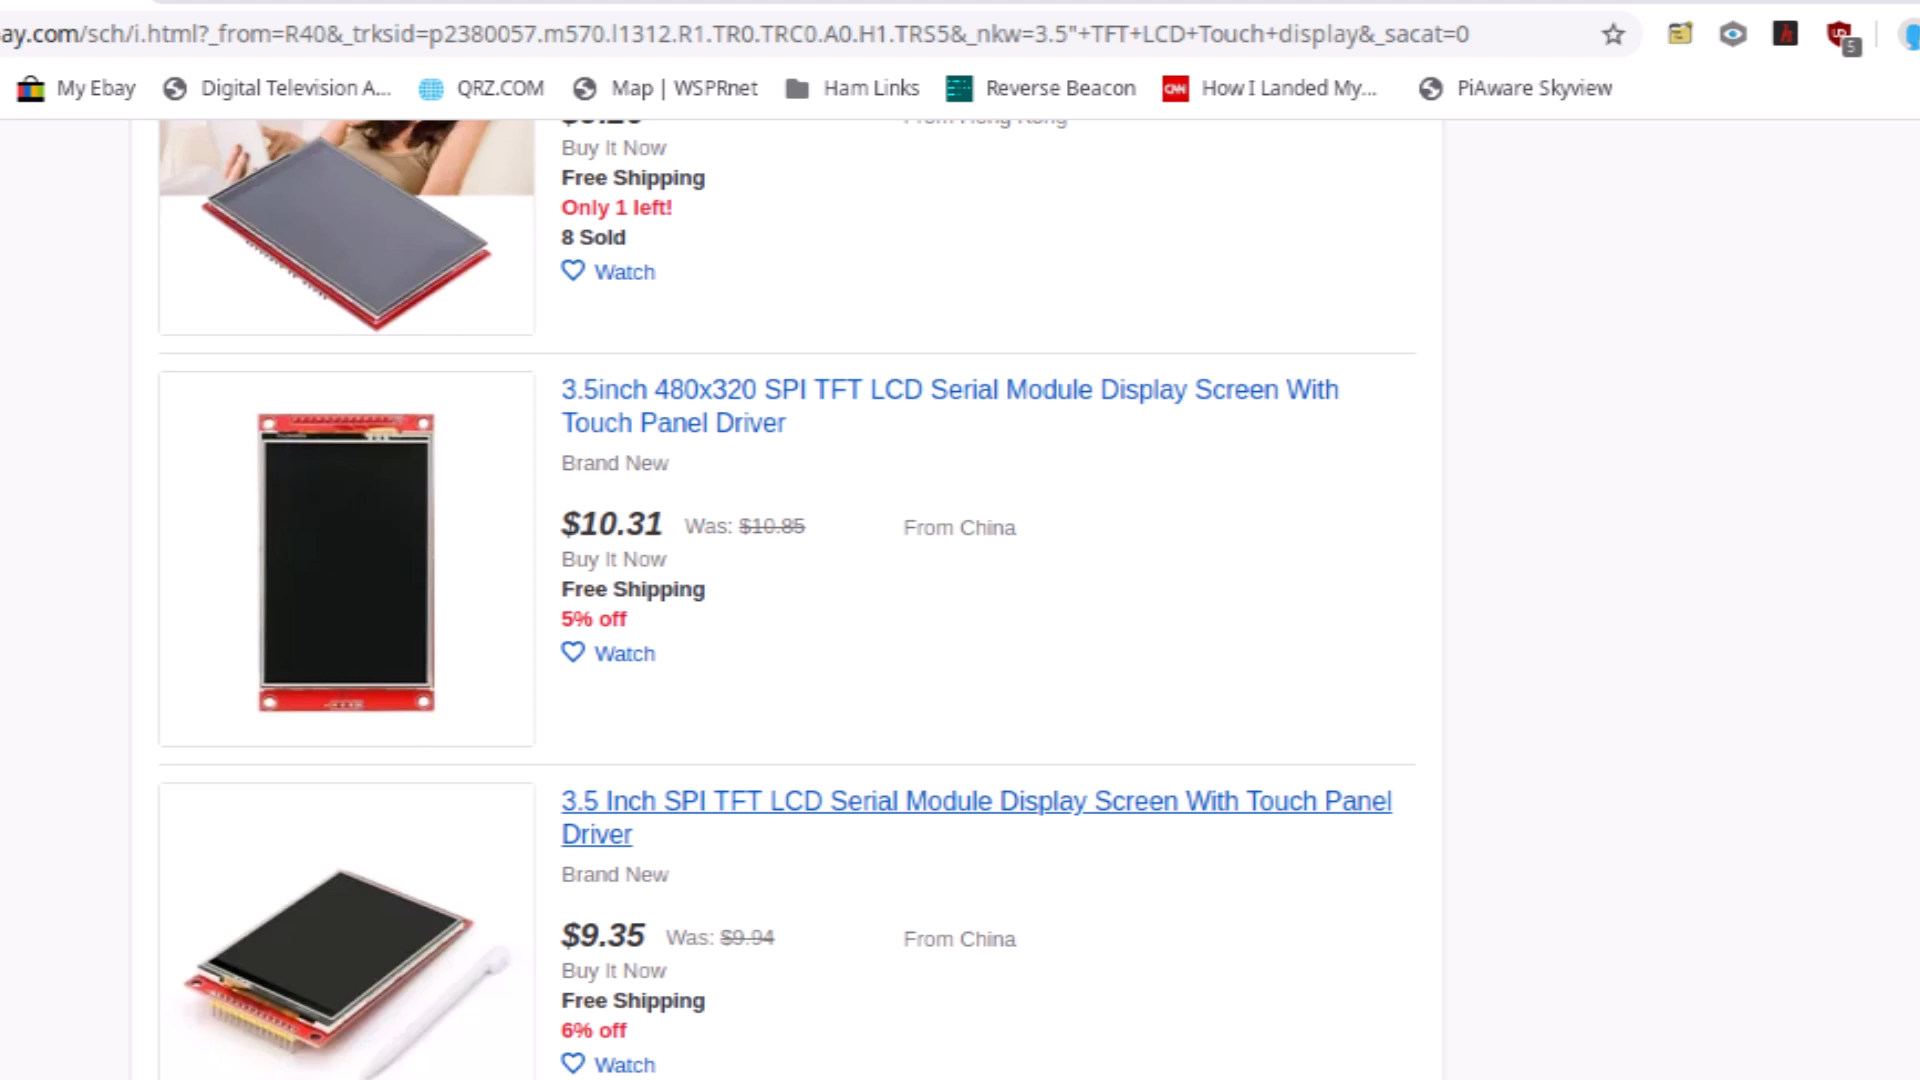 ay.com/sch/i.html?_from=R40&_trksid=p2380057.m570.l1312.R1.TR0.TRC0.A0.H1.TRS5&_nkw=3.5"+TFT+LCD+Touch+display&_sacat=0
5
My Ebay Digital Television A... QRZ.COM Map | WSPRnet Ham Links Reverse Beacon CNN How I Landed My... PiAware Skyview
From Hong Kong
Buy It Now
Free Shipping
Only 1 left!
8 Sold
Watch
3.5inch 480x320 SPI TFT LCD Serial Module Display Screen With
Touch Panel Driver
Brand New
$10.31 Was: $10.85 From China
Buy It Now
Free Shipping
5% off
Watch
3.5 Inch SPI TFT LCD Serial Module Display Screen With Touch Panel
Driver
Brand New
$9.35 Was: $9.94 From China
Buy It Now
Free Shipping
6% off
Watch